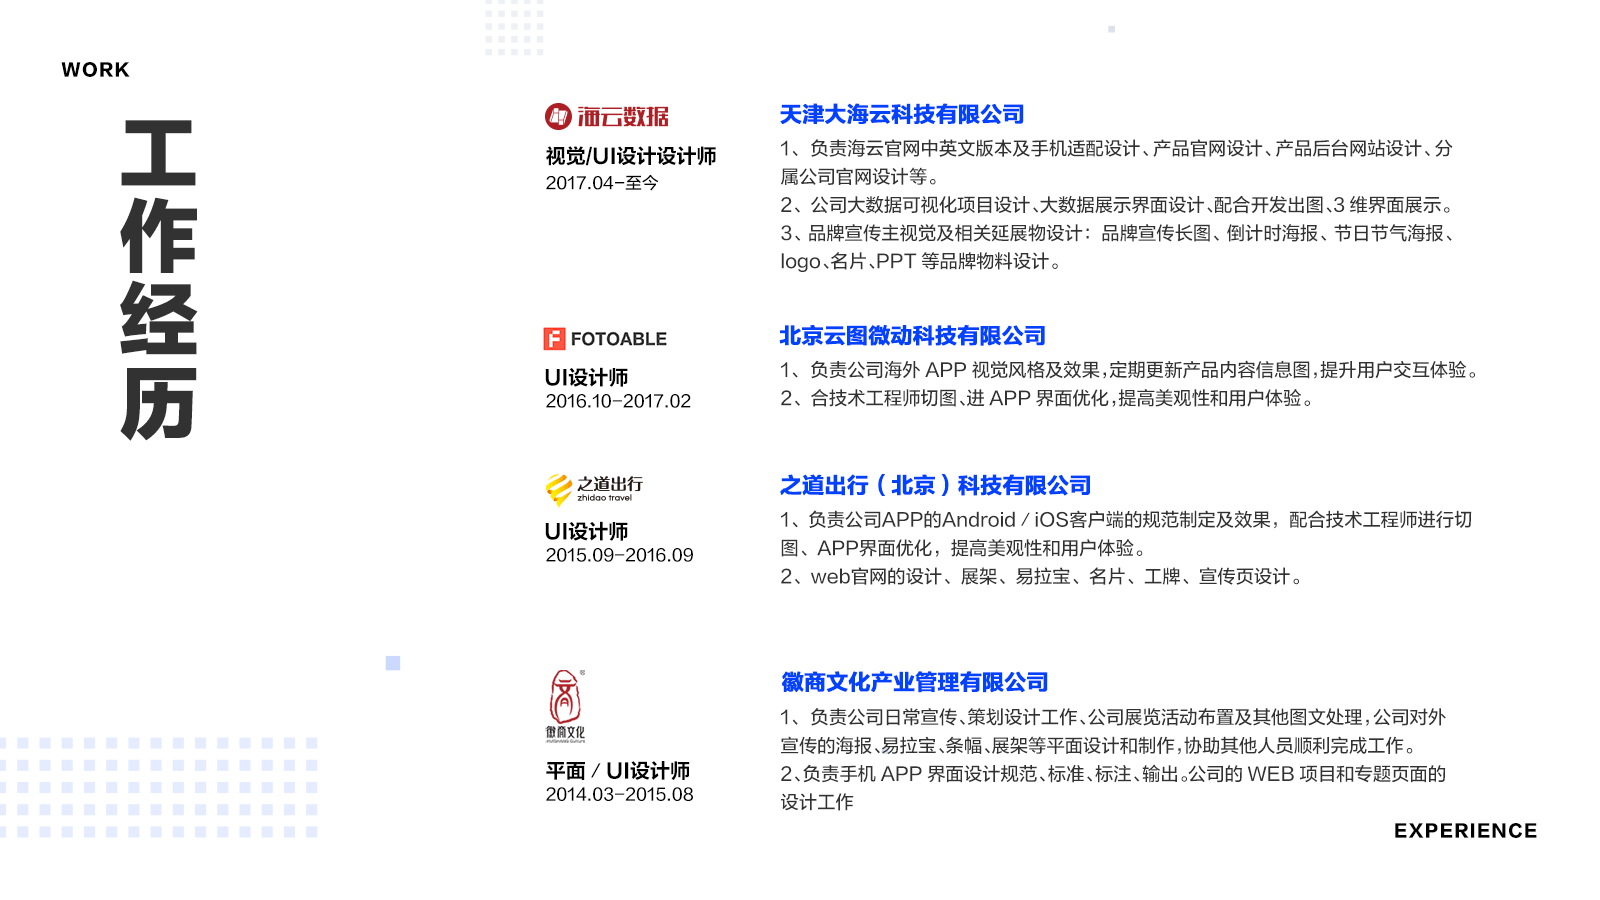 WORK
工作经历
海云数据
视觉/UI设计设计师
2017.04-至今
天津大海云科技有限公司
1、负责海云官网中英文版本及手机适配设计、产品官网设计、产品后台网站设计、分
属公司官网设计等。
2、公司大数据可视化项目设计、大数据展示界面设计、配合开发出图、3 维界面展示。
3、品牌宣传主视觉及相关延展物设计：品牌宣传长图、倒计时海报、节日节气海报、
logo、名片、PPT 等品牌物料设计。
FOTOABLE
UI设计师
2016.10-2017.02
北京云图微动科技有限公司
1、负责公司海外 APP 视觉风格及效果,定期更新产品内容信息图,提升用户交互体验。
2、合技术工程师切图、进 APP 界面优化,提高美观性和用户体验。
之道出行
zhidao travel
UI设计师
2015.09-2016.09
之道出行（北京）科技有限公司
1、负责公司APP的Android / iOS客户端的规范制定及效果，配合技术工程师进行切
图、APP界面优化，提高美观性和用户体验。
2、web官网的设计、展架、易拉宝、名片、工牌、宣传页设计。
徽商文化
平面 / UI设计师
2014.03-2015.08
徽商文化产业管理有限公司
1、负责公司日常宣传、策划设计工作、公司展览活动布置及其他图文处理,公司对外
宣传的海报、易拉宝、条幅、展架等平面设计和制作,协助其他人员顺利完成工作。
2、负责手机 APP 界面设计规范、标准、标注、输出。公司的 WEB 项目和专题页面的
设计工作
EXPERIENCE